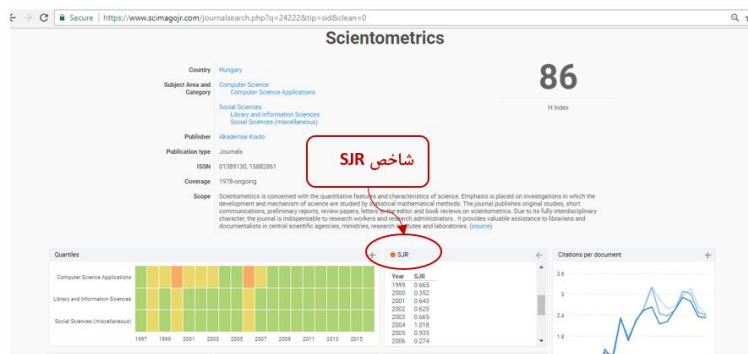 Secure | https://www.scimagojr.com/journalsearch.php?q=24222&tip=sid&clean=0
Scientometrics
Country Hungary
86
H Index
Subject Area and Category
Computer Science
Computer Science Applications
Social Sciences
Library and Information Sciences
Social Sciences (miscellaneous)
Publisher Akademiai Kiado
شاخص SJR
Publication type Journals
ISSN 01389130, 15882861
Coverage 1978-ongoing
Scope Scientometrics is concerned with the quantitative features and characteristics of science. Emphasis is placed on investigations in which the
development and mechanism of science are studied by statistical mathematical methods. The journal publishes original studies, short
communications, preliminary reports, review papers, letters to the editor and book reviews on scientometrics. Due to its fully interdisciplinary
character, the journal is indispensable to research workers and research administrators . It provides valuable assistance to librarians and
documentalists in central scientific agencies, ministries, research institutes and laboratories. (source)
Quartiles
Computer Science Applications
Library and Information Sciences
Social Sciences (miscellaneous)
1997 1999 2001 2003 2005 2007 2009 2011 2013 2015
SJR
Year SJR
1999 0.665
2000 0.352
2001 0.643
2002 0.625
2003 0.665
2004 1.018
2005 0.935
2006 0.274
Citations per document
3.6
3
2.4
1.8